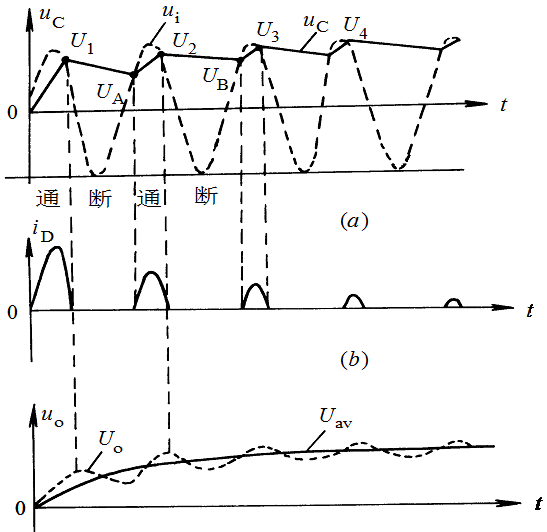 u_C u_i U_1 U_2 U_3 u_C U_4
U_A U_B
0 t
通 断 通 断
(a)
i_D
0 t
(b)
u_o U_o U_av
0 t